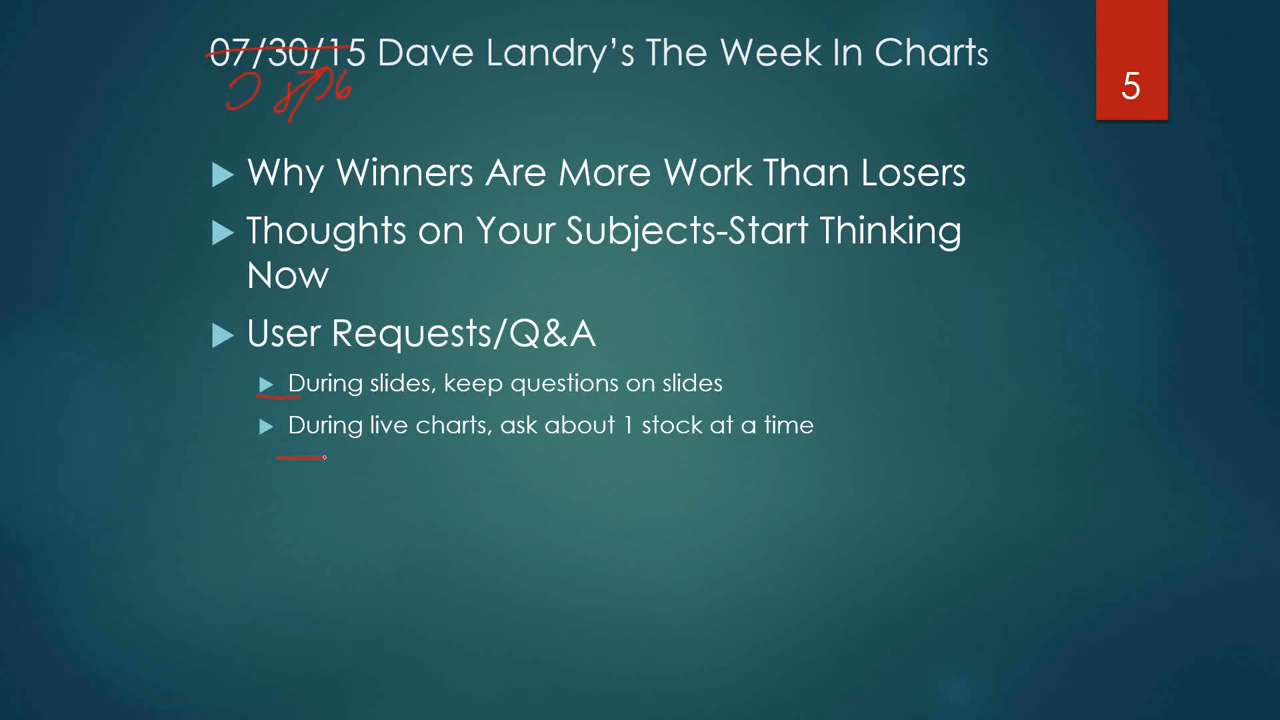 07/30/15 Dave Landry’s The Week In Charts
08/06
5
Why Winners Are More Work Than Losers
Thoughts on Your Subjects-Start Thinking
Now
User Requests/Q&A
During slides, keep questions on slides
During live charts, ask about 1 stock at a time